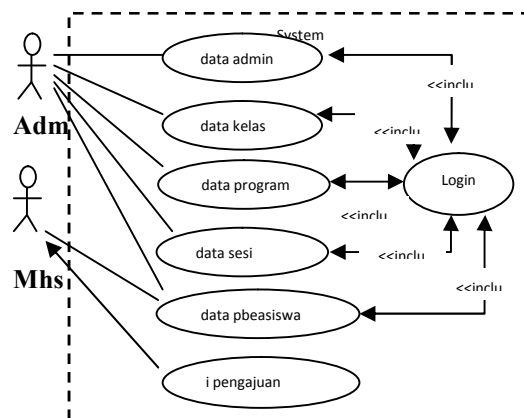 System
data admin
<<inclu
Adm
data kelas
<<inclu
data program
Login
<<inclu
Mhs
data sesi
<<inclu
<<inclu
data pbeasiswa
i pengajuan